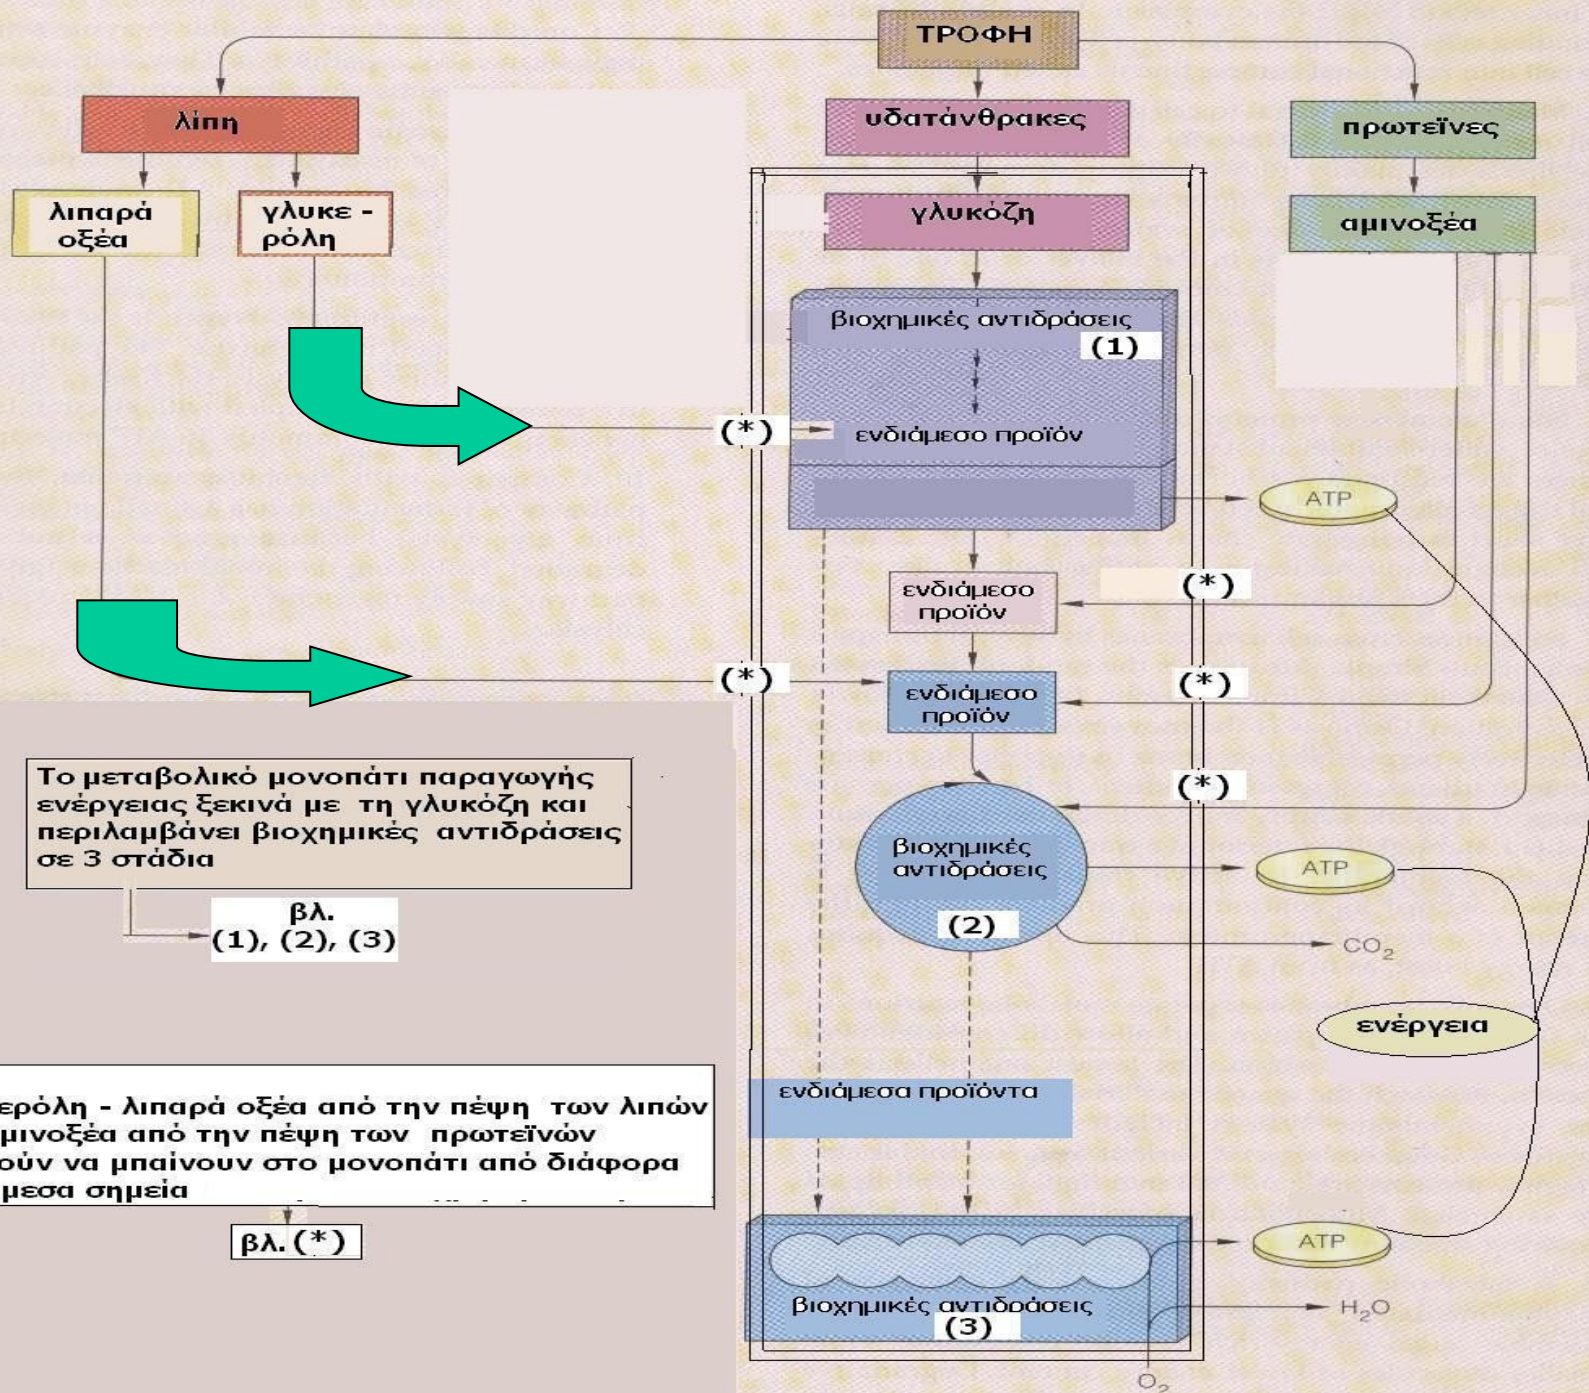 ΤΡΟΦΗ
λίπη
υδατάνθρακες
πρωτεΐνες
λιπαρά
οξέα
γλυκε -
ρόλη
γλυκόζη
αμινοξέα
βιοχημικές αντιδράσεις
(1)
(*)
ενδιάμεσο προϊόν
ATP
ενδιάμεσο
προϊόν
(*)
(*)
ενδιάμεσο
προϊόν
(*)
(*)
Το μεταβολικό μονοπάτι παραγωγής
ενέργειας ξεκινά με τη γλυκόζη και
περιλαμβάνει βιοχημικές αντιδράσεις
σε 3 στάδια
βλ.
(1), (2), (3)
βιοχημικές
αντιδράσεις
(2)
ATP
CO₂
ενέργεια
ενδιάμεσα προϊόντα
ερόλη - λιπαρά οξέα από την πέψη των λιπών
μινοξέα από την πέψη των πρωτεϊνών
ούν να μπαίνουν στο μονοπάτι από διάφορα
μεσα σημεία
βλ. (*)
ATP
βιοχημικές αντιδράσεις
(3)
H₂O
O₂